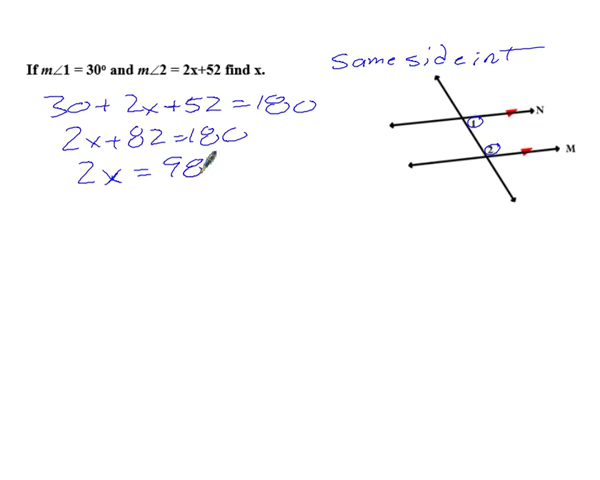 Same side int
If m∠1 = 30° and m∠2 = 2x+52 find x.
30 + 2x + 52 = 180
2x + 82 = 180
2x = 98
N
1
2
M